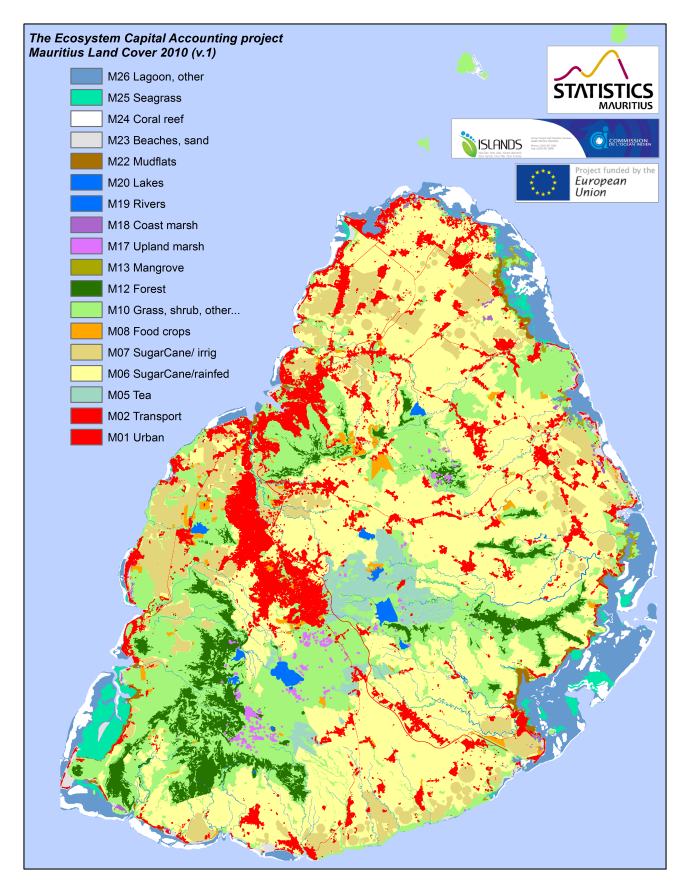 The Ecosystem Capital Accounting project
Mauritius Land Cover 2010 (v.1)
M26 Lagoon, other
M25 Seagrass
M24 Coral reef
M23 Beaches, sand
M22 Mudflats
M20 Lakes
M19 Rivers
M18 Coast marsh
M17 Upland marsh
M13 Mangrove
M12 Forest
M10 Grass, shrub, other...
M08 Food crops
M07 SugarCane/ irrig
M06 SugarCane/rainfed
M05 Tea
M02 Transport
M01 Urban
STATISTICS
MAURITIUS
ISLANDS
COMMISSION
DE L'OCÉAN INDIEN
Project funded by the
European
Union